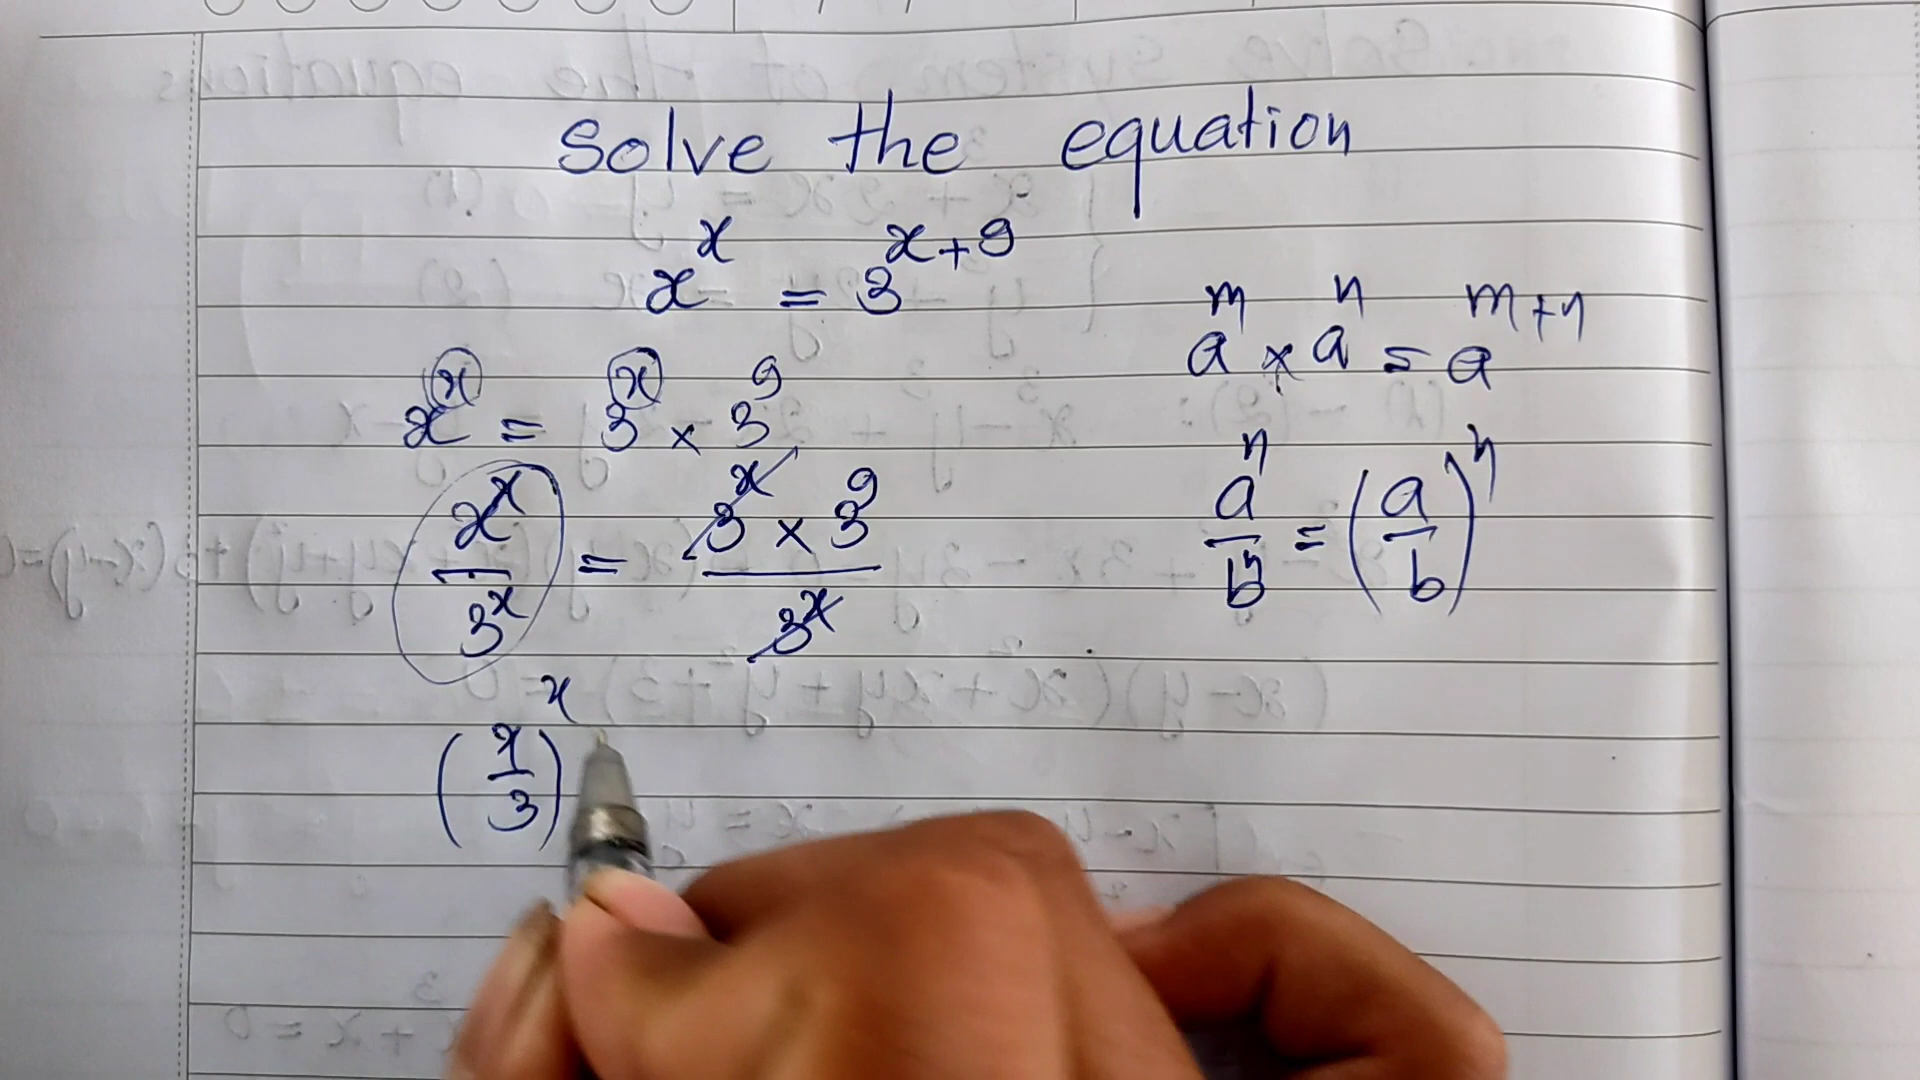 Solve the equation
x^x = 3^(x+9)
x^x = 3^x × 3^9
x^x / 3^x = 3^x × 3^9 / 3^x
(x/3)^x
a^m × a^n = a^(m+n)
a^n / b^n = (a/b)^n